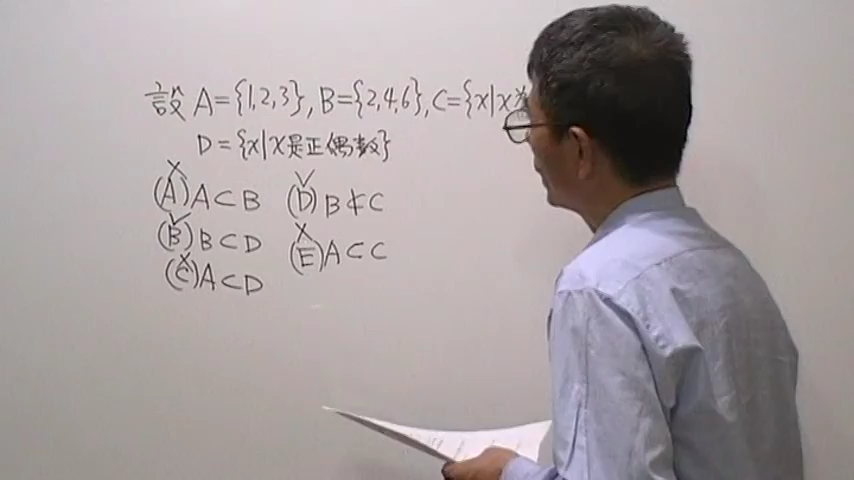 設 A={1,2,3}, B={2,4,6}, C={x|x
D={x|x是正偶數}
(A) A⊂B (D) B⊄C
(B) B⊂D (E) A⊂C
(C) A⊂D